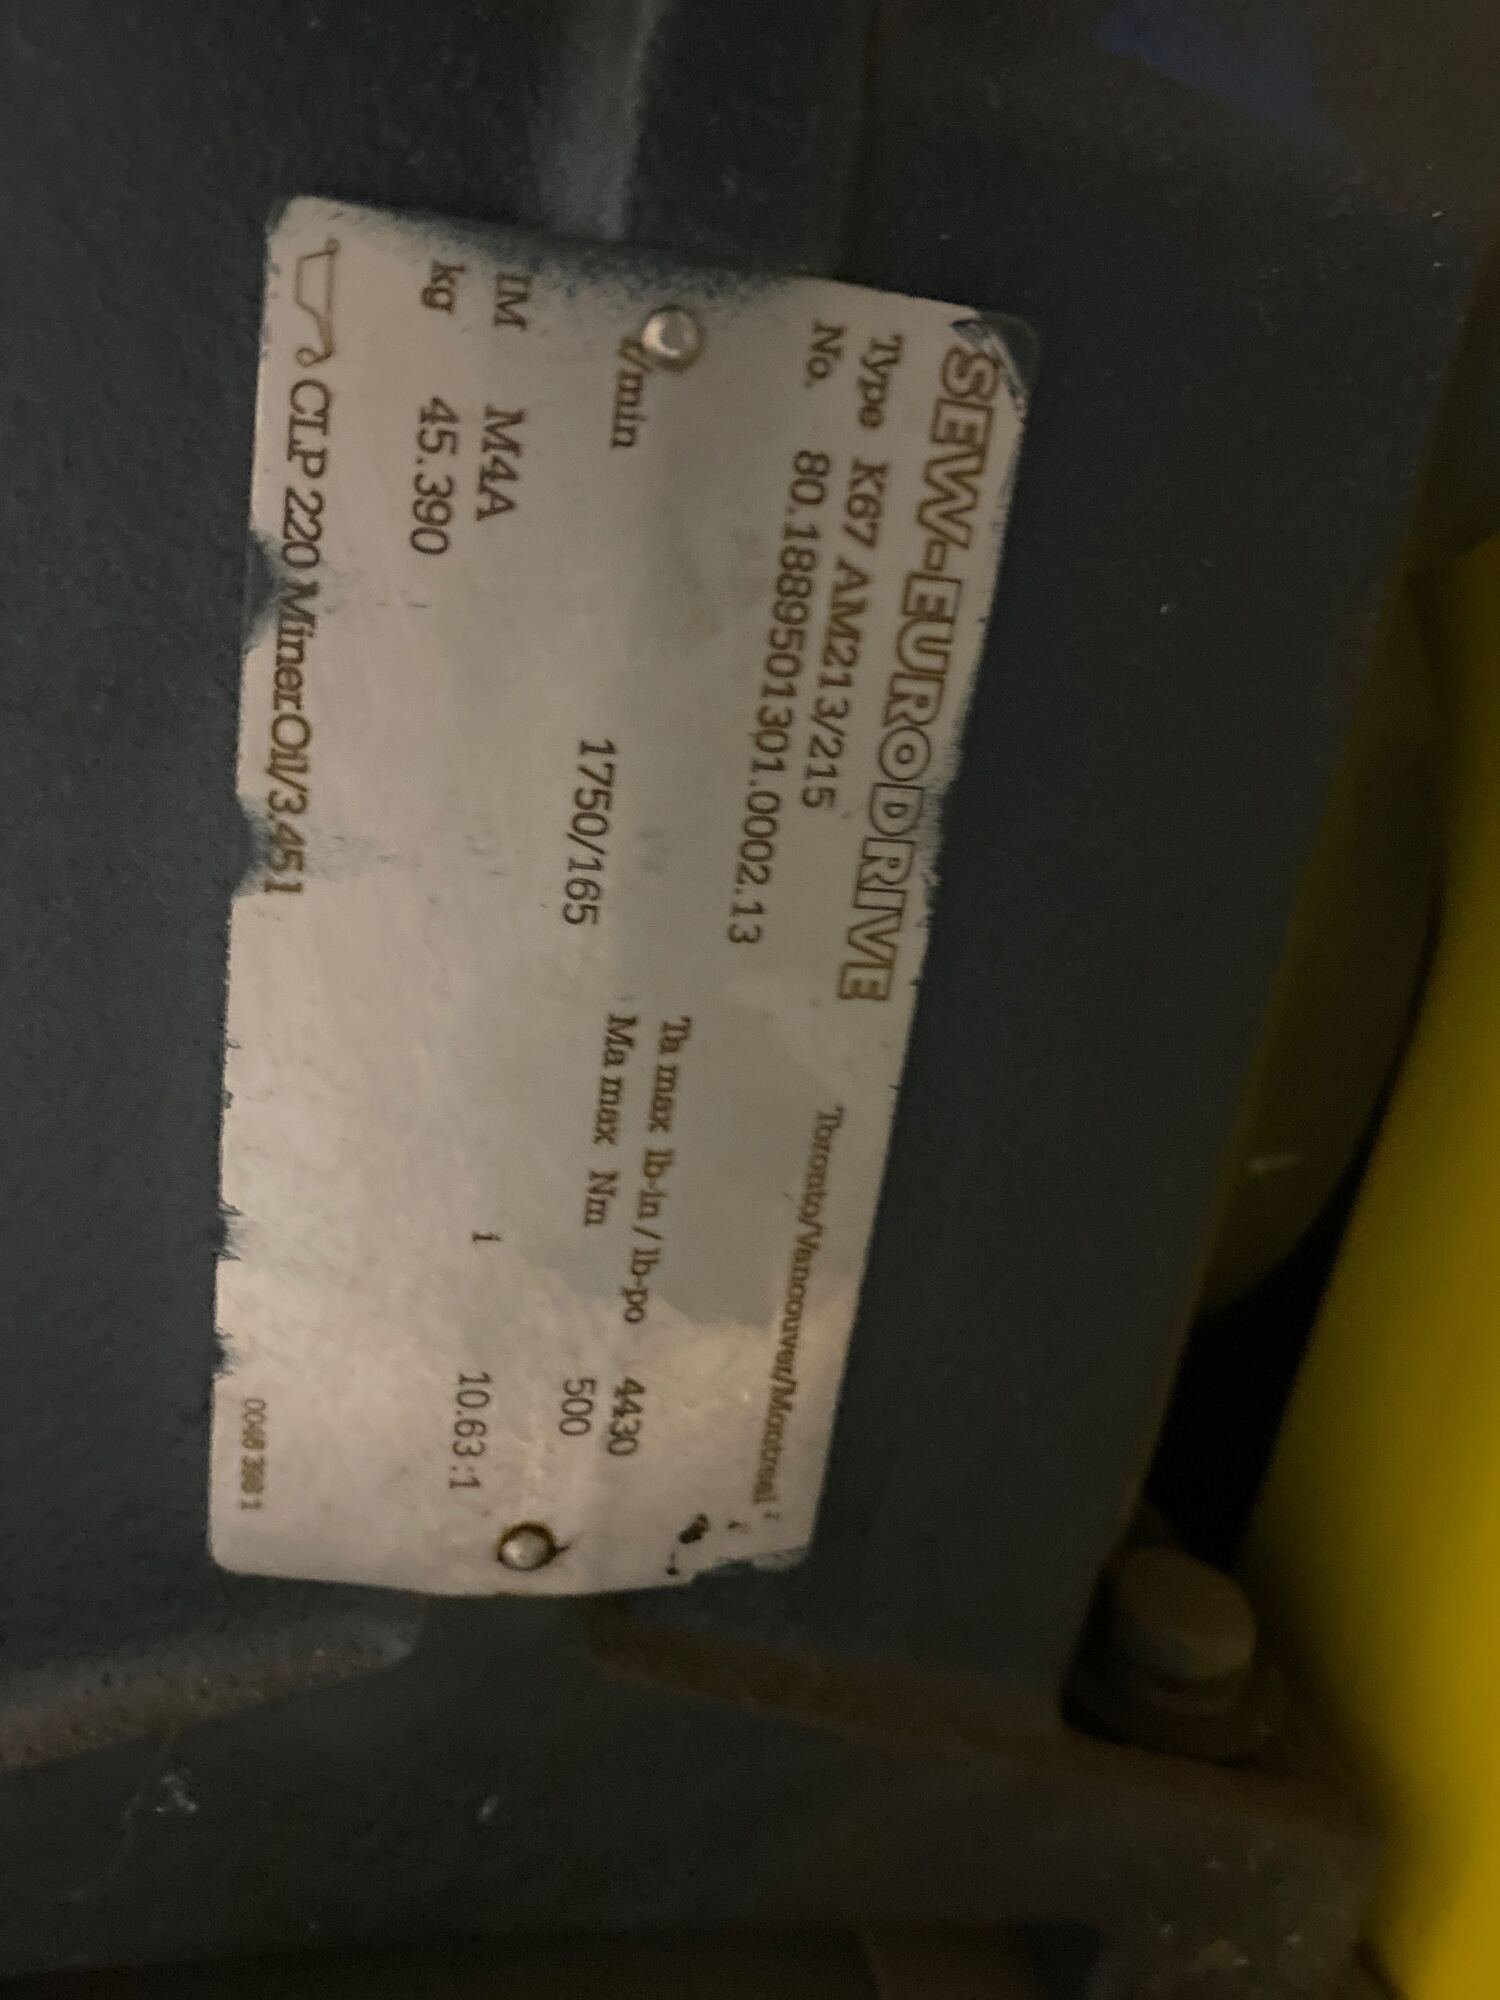 SEW-EURODRIVE Toronto/Vancouver/Montreal
Type K67 AM213/215
No. 80.1889501301.0002.13
Ta max lb-in / lb-po 4430
r/min 1750/165 Ma max Nm 500
IM M4A i 10.63 :1
kg 45.390
CLP 220 MinerOil/3.45 l